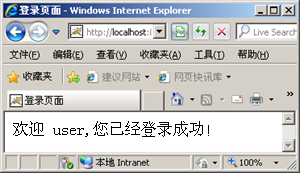 登录页面 - Windows Internet Explorer
http://localhost:
Live Search
文件(F) 编辑(E) 查看(V) 收藏夹(A) 工具(T) 帮助(H)
收藏夹 建议网站 网页快讯库
登录页面
欢迎 user,您已经登录成功!
本地 Intranet 100%